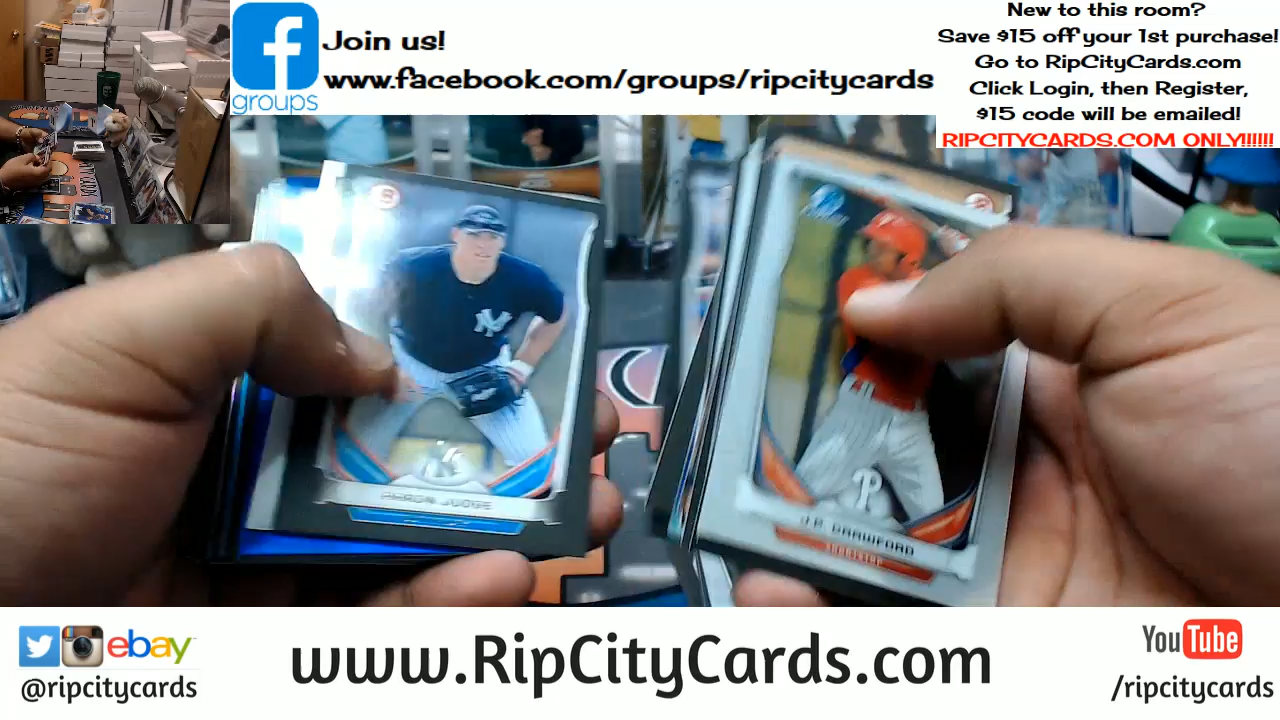 Join us!
www.facebook.com/groups/ripcitycards
groups
New to this room?
Save $15 off your 1st purchase!
Go to RipCityCards.com
Click Login, then Register,
$15 code will be emailed!
RIPCITYCARDS.COM ONLY!!!!!!
AARON JUDGE
J.P. CRAWFORD
SHORTSTOP
ebay
@ripcitycards
www.RipCityCards.com
YouTube
/ripcitycards